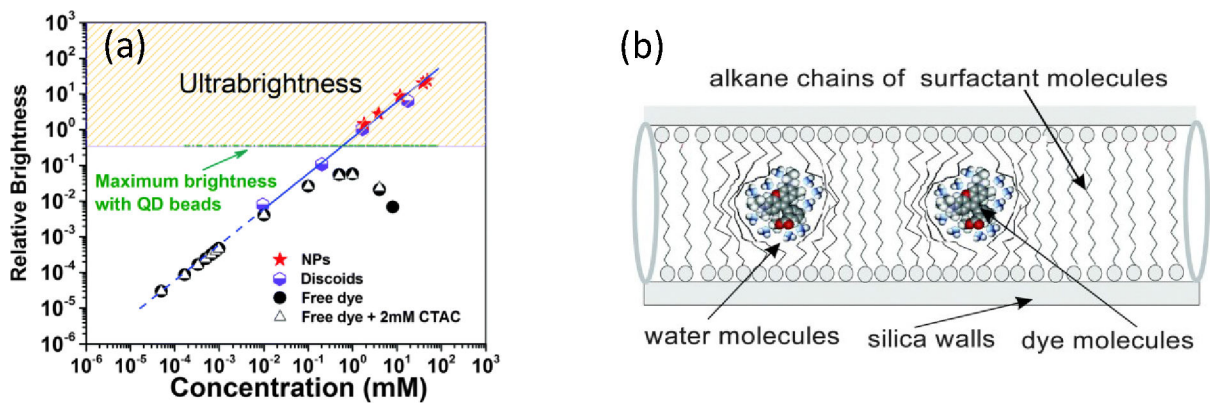 (a)
10³
10²
10¹
10⁰
10⁻¹
10⁻²
10⁻³
10⁻⁴
10⁻⁵
10⁻⁶
Relative Brightness
Ultrabrightness
Maximum brightness
with QD beads
NPs
Discoids
Free dye
Free dye + 2mM CTAC
10⁻⁶ 10⁻⁵ 10⁻⁴ 10⁻³ 10⁻² 10⁻¹ 10⁰ 10¹ 10² 10³
Concentration (mM)
(b)
alkane chains of surfactant molecules
water molecules silica walls dye molecules